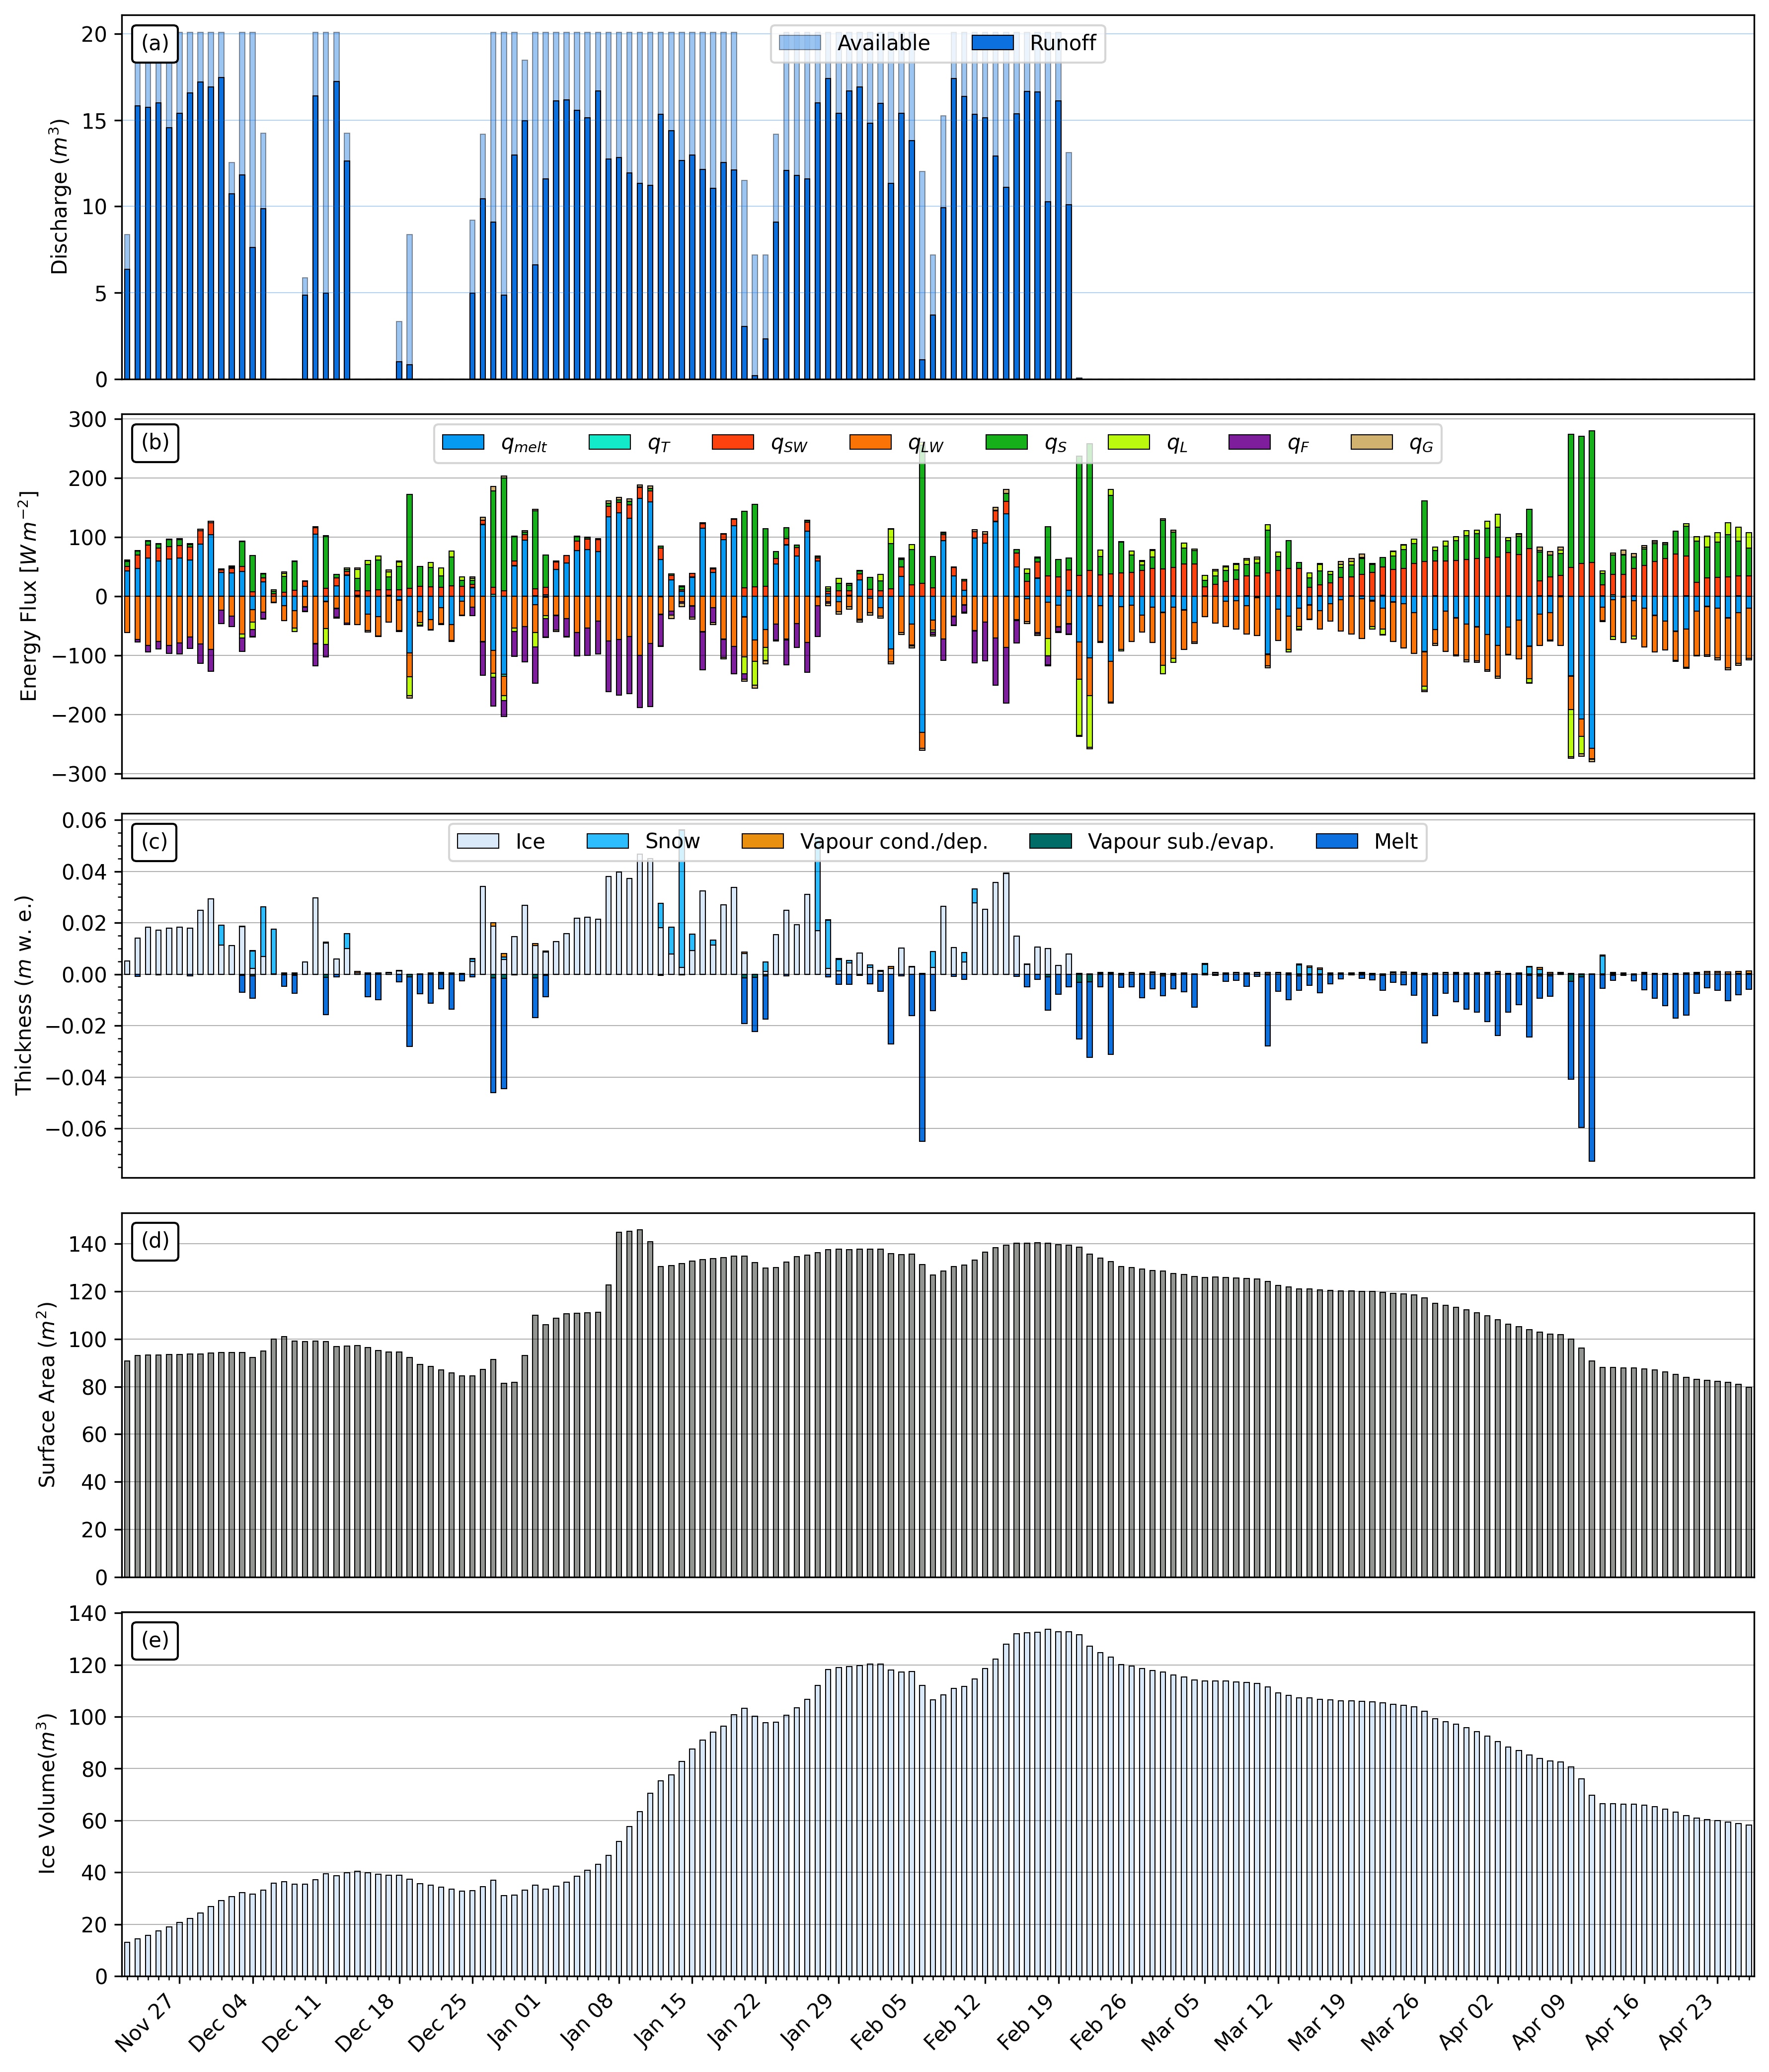 (a)
Available Runoff
Discharge (m³)
20
15
10
5
0
(b)
q_melt q_T q_SW q_LW q_S q_L q_F q_G
Energy Flux [W m⁻²]
300
200
100
0
−100
−200
−300
(c)
Ice Snow Vapour cond./dep. Vapour sub./evap. Melt
Thickness (m w. e.)
0.06
0.04
0.02
0.00
−0.02
−0.04
−0.06
(d)
Surface Area (m²)
140
120
100
80
60
40
20
0
(e)
Ice Volume(m³)
140
120
100
80
60
40
20
0
Nov 27 Dec 04 Dec 11 Dec 18 Dec 25 Jan 01 Jan 08 Jan 15 Jan 22 Jan 29 Feb 05 Feb 12 Feb 19 Feb 26 Mar 05 Mar 12 Mar 19 Mar 26 Apr 02 Apr 09 Apr 16 Apr 23